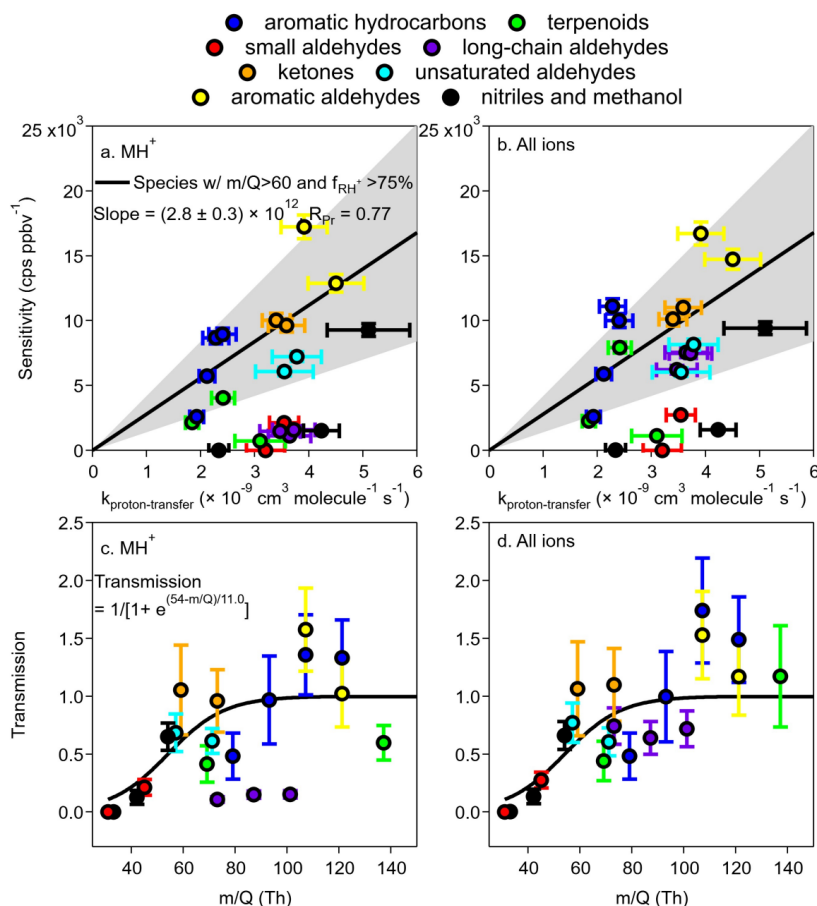 aromatic hydrocarbons terpenoids
small aldehydes long-chain aldehydes
ketones unsaturated aldehydes
aromatic aldehydes nitriles and methanol
25 x10³
20
15
10
5
0
Sensitivity (cps ppbv⁻¹)
a. MH⁺
Species w/ m/Q>60 and f_RH⁺ >75%
Slope = (2.8 ± 0.3) × 10¹² R_Pr = 0.77
0 1 2 3 4 5 6
k_proton-transfer (× 10⁻⁹ cm³ molecule⁻¹ s⁻¹)
25 x10³
20
15
10
5
0
b. All ions
0 1 2 3 4 5 6
k_proton-transfer (× 10⁻⁹ cm³ molecule⁻¹ s⁻¹)
2.5
2.0
1.5
1.0
0.5
0.0
Transmission
c. MH⁺
Transmission
= 1/[1+ e^(54-m/Q)/11.0]
40 60 80 100 120 140
m/Q (Th)
2.5
2.0
1.5
1.0
0.5
0.0
Transmission
d. All ions
40 60 80 100 120 140
m/Q (Th)